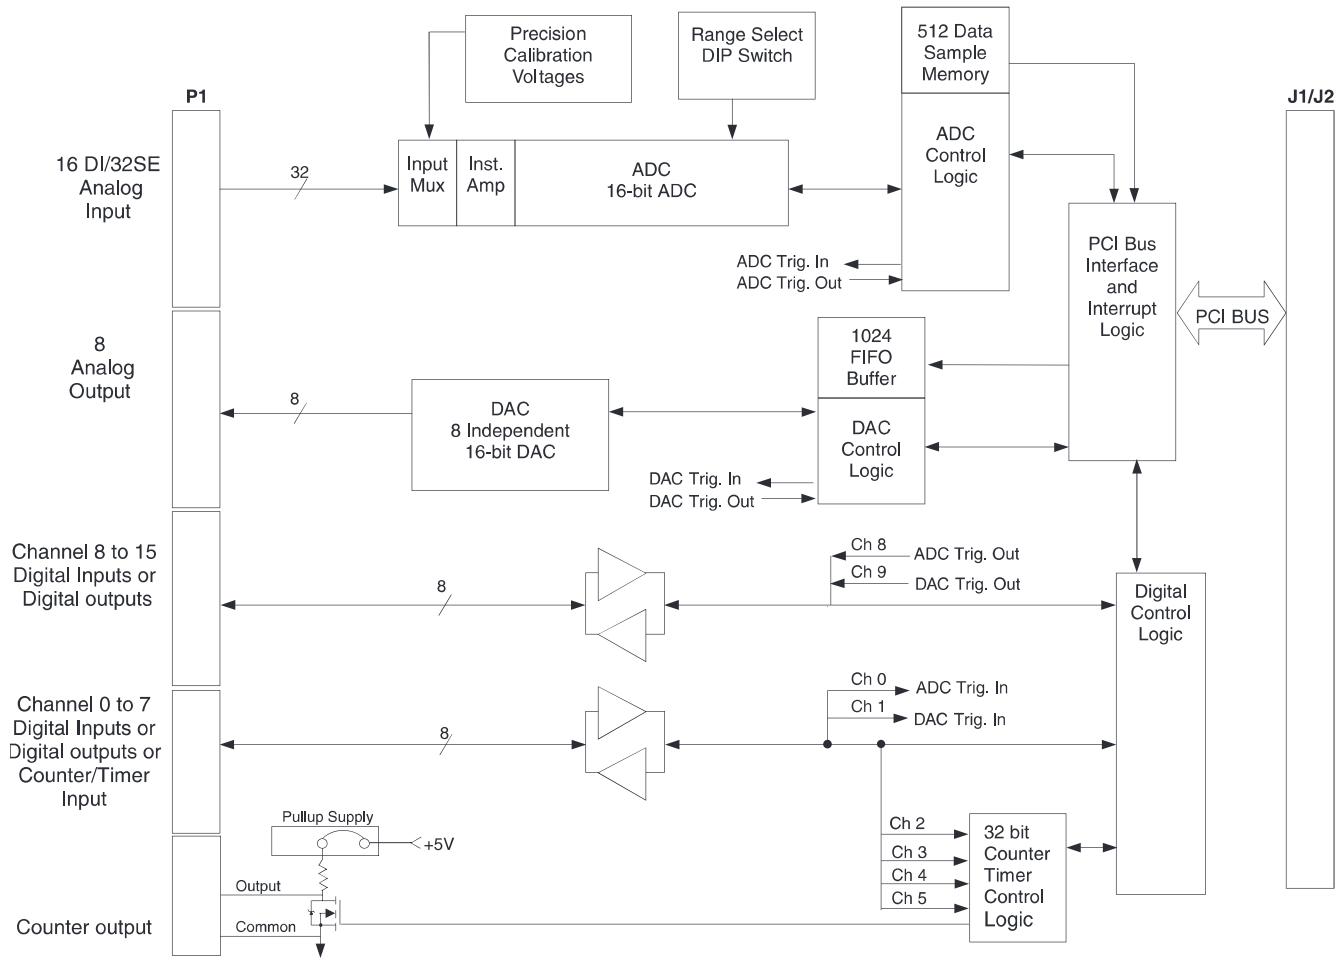 Precision
Calibration
Voltages
Range Select
DIP Switch
512 Data
Sample
Memory
P1
J1/J2
16 DI/32SE
Analog
Input
32
Input
Mux
Inst.
Amp
ADC
16-bit ADC
ADC
Control
Logic
ADC Trig. In
ADC Trig. Out
PCI Bus
Interface
and
Interrupt
Logic
PCI BUS
8
Analog
Output
8
DAC
8 Independent
16-bit DAC
1024
FIFO
Buffer
DAC
Control
Logic
DAC Trig. In
DAC Trig. Out
Channel 8 to 15
Digital Inputs or
Digital outputs
8
Ch 8
ADC Trig. Out
Ch 9
DAC Trig. Out
Digital
Control
Logic
Channel 0 to 7
Digital Inputs or
Digital outputs or
Counter/Timer
Input
8
Ch 0
ADC Trig. In
Ch 1
DAC Trig. In
Pullup Supply
+5V
Ch 2
Ch 3
Ch 4
Ch 5
32 bit
Counter
Timer
Control
Logic
Output
Counter output
Common